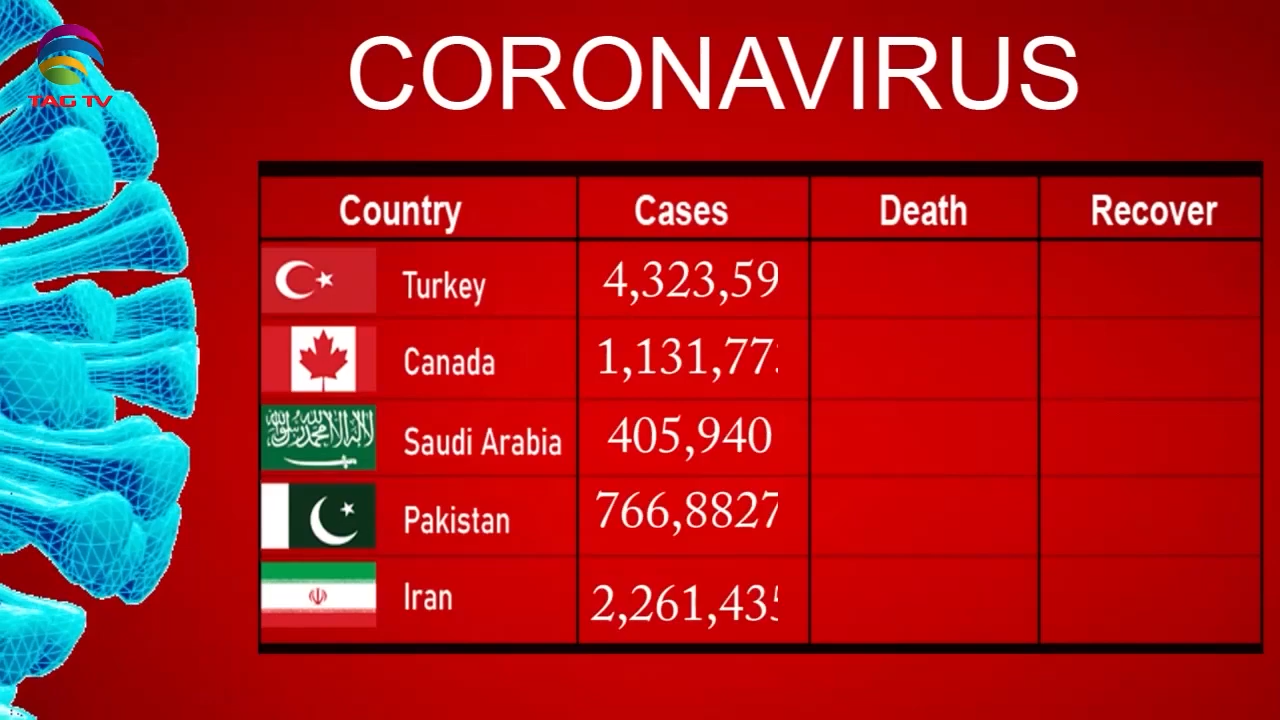 TAG TV
CORONAVIRUS
Country Cases Death Recover
Turkey 4,323,59
Canada 1,131,77
Saudi Arabia 405,940
Pakistan 766,8827
Iran 2,261,43